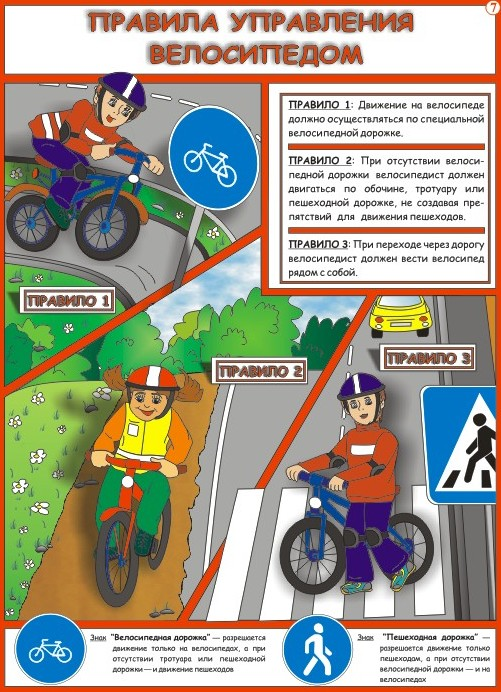 7
ПРАВИЛА УПРАВЛЕНИЯ
ВЕЛОСИПЕДОМ
ПРАВИЛО 1: Движение на велосипеде
должно осуществляться по специальной
велосипедной дорожке.
ПРАВИЛО 2: При отсутствии велоси-
педной дорожки велосипедист должен
двигаться по обочине, тротуару или
пешеходной дорожке, не создавая пре-
пятствий для движения пешеходов.
ПРАВИЛО 3: При переходе через дорогу
велосипедист должен вести велосипед
рядом с собой.
ПРАВИЛО 1
ПРАВИЛО 2
ПРАВИЛО 3
Знак "Велосипедная дорожка" — разрешается
движение только на велосипедах, а при
отсутствии тротуара или пешеходной
дорожки — и движение пешеходов
Знак "Пешеходная дорожка" —
разрешается движение только
пешеходам, а при отсутствии
велосипедной дорожки — и на
велосипедах